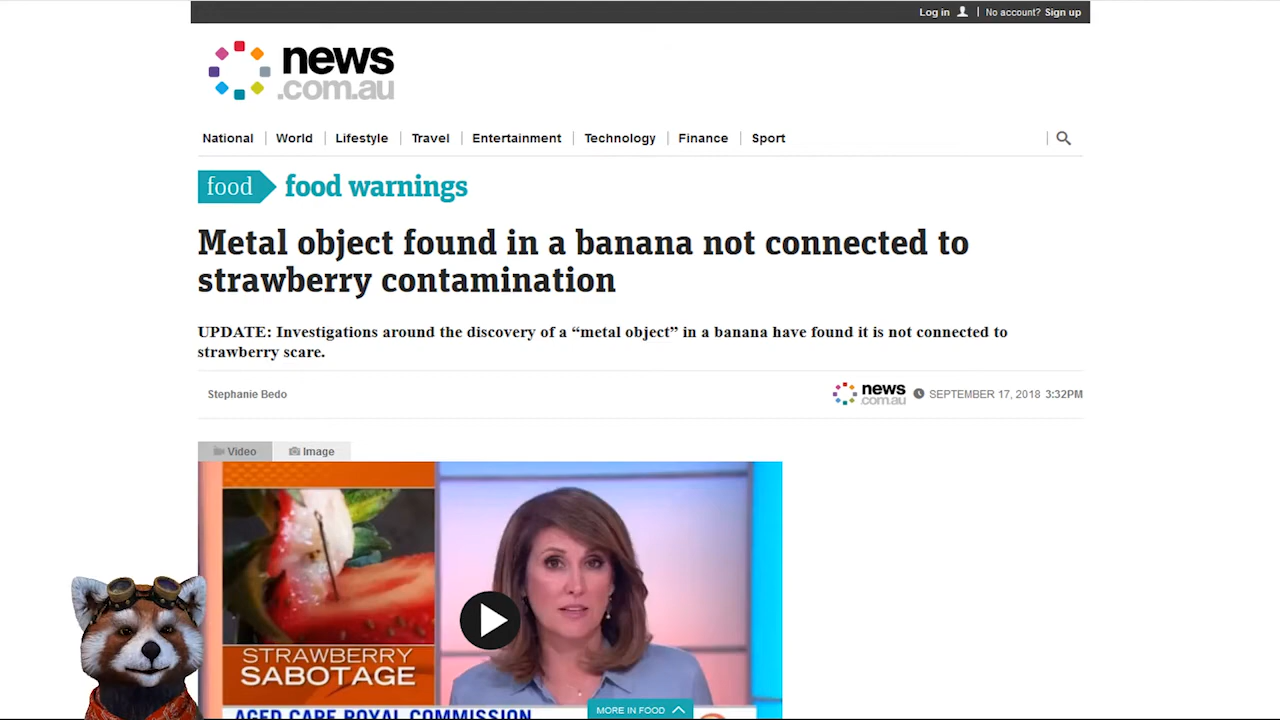 Log in
No account? Sign up
news
.com.au
National
World
Lifestyle
Travel
Entertainment
Technology
Finance
Sport
food
food warnings
Metal object found in a banana not connected to
strawberry contamination
UPDATE: Investigations around the discovery of a “metal object” in a banana have found it is not connected to
strawberry scare.
Stephanie Bedo
news
.com.au
SEPTEMBER 17, 2018 3:32PM
Video
Image
STRAWBERRY
SABOTAGE
AGED CARE ROYAL COMMISSION
MORE IN FOOD